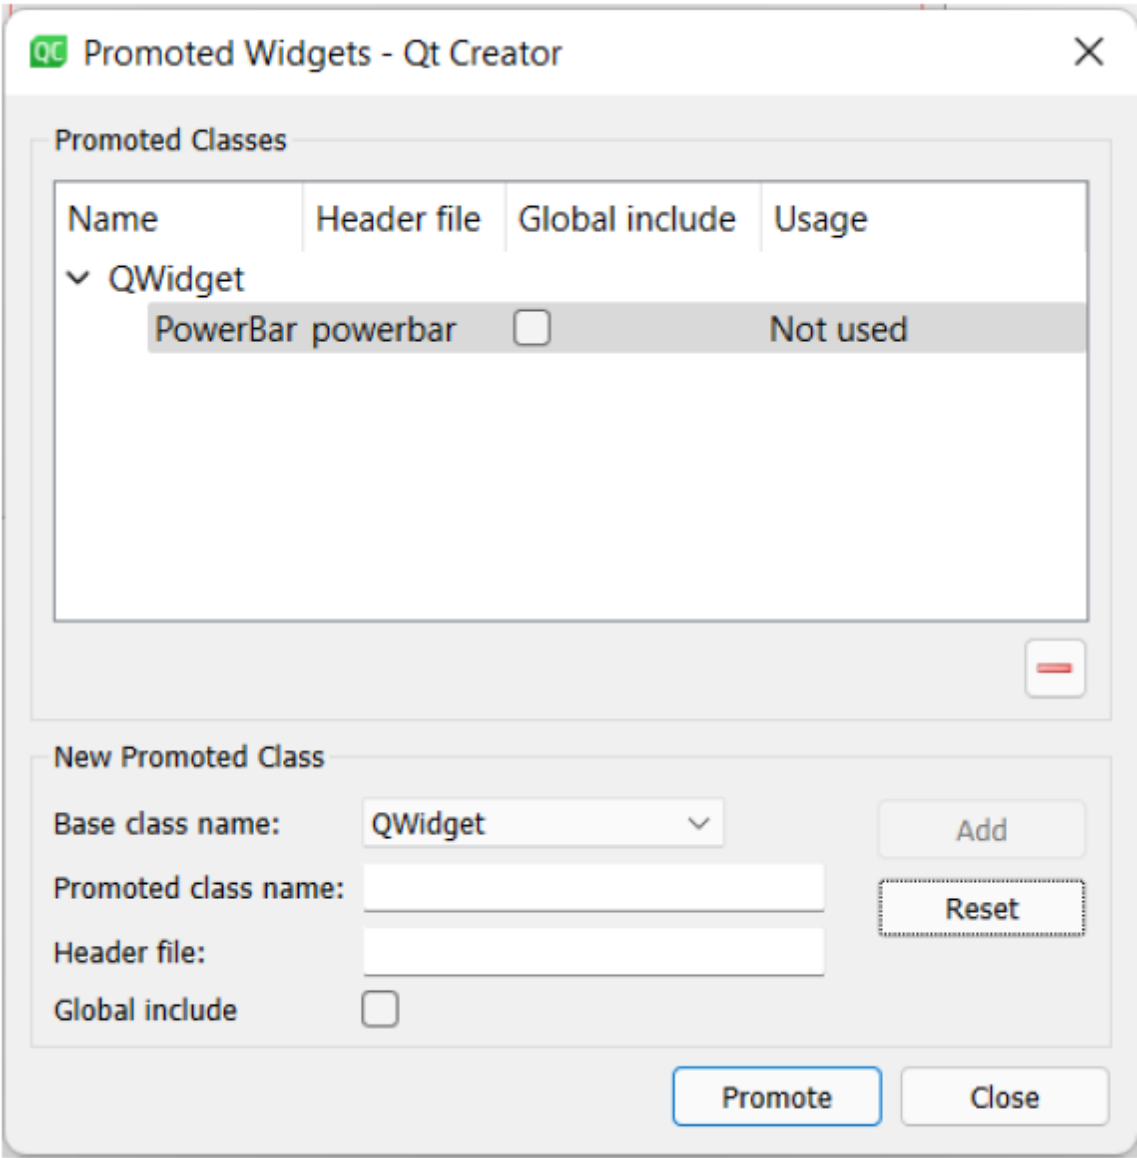 QC Promoted Widgets - Qt Creator
Promoted Classes
Name Header file Global include Usage
QWidget
PowerBar powerbar Not used
New Promoted Class
Base class name: QWidget Add
Promoted class name:
Reset
Header file:
Global include
Promote Close